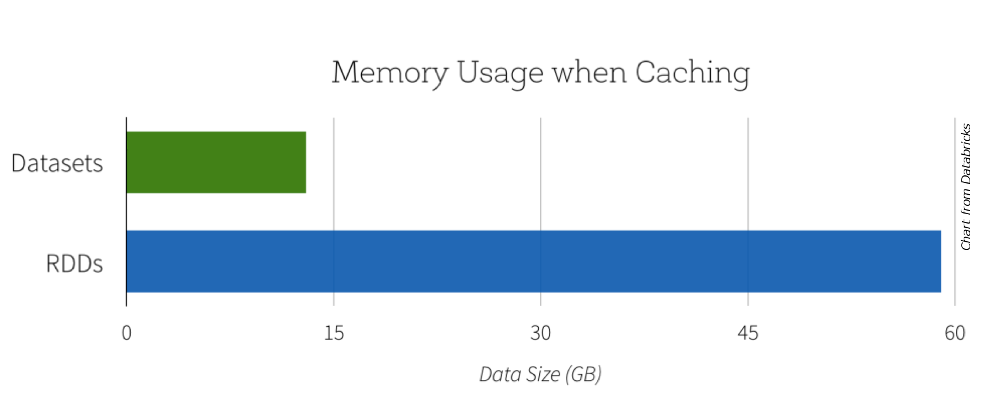 Memory Usage when Caching
Datasets
RDDs
0 15 30 45 60
Data Size (GB)
Chart from Databricks